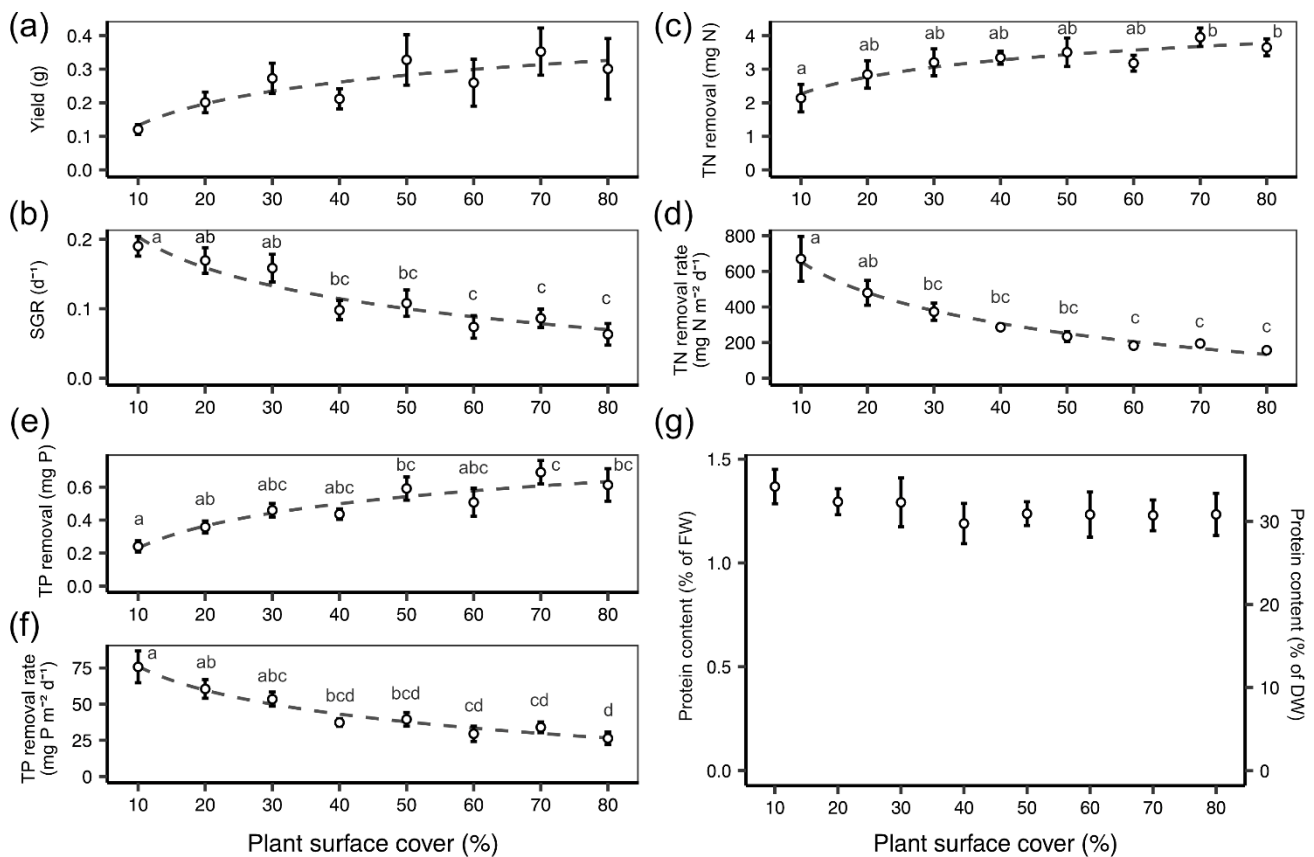 (a)
Yield (g)
0.4
0.3
0.2
0.1
0.0
10 20 30 40 50 60 70 80
(b)
SGR (d⁻¹)
0.2
0.1
0.0
a ab ab bc bc c c c
10 20 30 40 50 60 70 80
(e)
TP removal (mg P)
0.6
0.4
0.2
0.0
a ab abc abc bc abc c bc
10 20 30 40 50 60 70 80
(f)
TP removal rate
(mg P m⁻² d⁻¹)
75
50
25
0
a ab abc bcd bcd cd cd d
10 20 30 40 50 60 70 80
Plant surface cover (%)
(c)
TN removal (mg N)
4
3
2
1
0
a ab ab ab ab ab b b
10 20 30 40 50 60 70 80
(d)
TN removal rate
(mg N m⁻² d⁻¹)
800
600
400
200
0
a ab bc bc bc c c c
10 20 30 40 50 60 70 80
(g)
Protein content (% of FW)
1.5
1.0
0.5
0.0
Protein content (% of DW)
30
20
10
0
10 20 30 40 50 60 70 80
Plant surface cover (%)